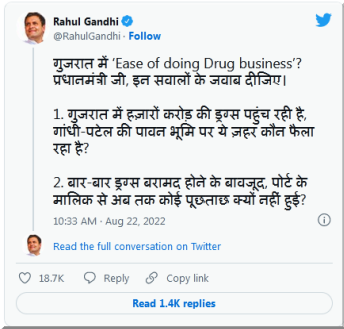 Rahul Gandhi
@RahulGandhi · Follow
गुजरात में 'Ease of doing Drug business'?
प्रधानमंत्री जी, इन सवालों के जवाब दीजिए।
1. गुजरात में हज़ारों करोड़ की ड्रग्स पहुंच रही है,
गांधी-पटेल की पावन भूमि पर ये ज़हर कौन फैला
रहा है?
2. बार-बार ड्रग्स बरामद होने के बावजूद, पोर्ट के
मालिक से अब तक कोई पूछताछ क्यों नहीं हुई?
10:33 AM · Aug 22, 2022
Read the full conversation on Twitter
18.7K Reply Copy link
Read 1.4K replies